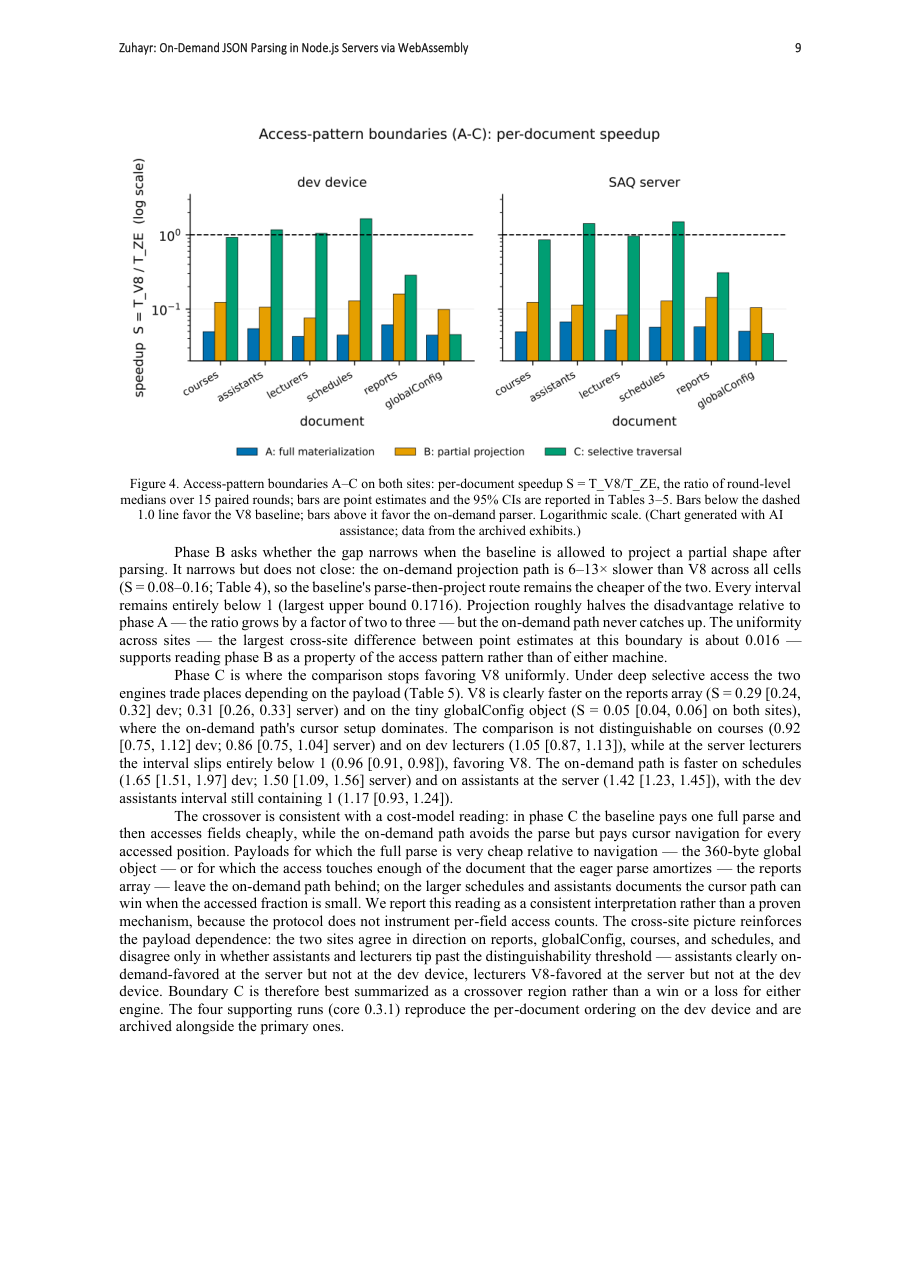 Zuhayr: On-Demand JSON Parsing in Node.js Servers via WebAssembly 9
Access-pattern boundaries (A-C): per-document speedup
dev device
SAQ server
speedup S = T_V8 / T_ZE (log scale)
10⁰
10⁻¹
courses
assistants
lecturers
schedules
reports
globalConfig
document
courses
assistants
lecturers
schedules
reports
globalConfig
document
A: full materialization B: partial projection C: selective traversal
Figure 4. Access-pattern boundaries A–C on both sites: per-document speedup S = T_V8/T_ZE, the ratio of round-level
medians over 15 paired rounds; bars are point estimates and the 95% CIs are reported in Tables 3–5. Bars below the dashed
1.0 line favor the V8 baseline; bars above it favor the on-demand parser. Logarithmic scale. (Chart generated with AI
assistance; data from the archived exhibits.)
Phase B asks whether the gap narrows when the baseline is allowed to project a partial shape after
parsing. It narrows but does not close: the on-demand projection path is 6–13× slower than V8 across all cells
(S = 0.08–0.16; Table 4), so the baseline's parse-then-project route remains the cheaper of the two. Every interval
remains entirely below 1 (largest upper bound 0.1716). Projection roughly halves the disadvantage relative to
phase A — the ratio grows by a factor of two to three — but the on-demand path never catches up. The uniformity
across sites — the largest cross-site difference between point estimates at this boundary is about 0.016 —
supports reading phase B as a property of the access pattern rather than of either machine.
Phase C is where the comparison stops favoring V8 uniformly. Under deep selective access the two
engines trade places depending on the payload (Table 5). V8 is clearly faster on the reports array (S = 0.29 [0.24,
0.32] dev; 0.31 [0.26, 0.33] server) and on the tiny globalConfig object (S = 0.05 [0.04, 0.06] on both sites),
where the on-demand path's cursor setup dominates. The comparison is not distinguishable on courses (0.92
[0.75, 1.12] dev; 0.86 [0.75, 1.04] server) and on dev lecturers (1.05 [0.87, 1.13]), while at the server lecturers
the interval slips entirely below 1 (0.96 [0.91, 0.98]), favoring V8. The on-demand path is faster on schedules
(1.65 [1.51, 1.97] dev; 1.50 [1.09, 1.56] server) and on assistants at the server (1.42 [1.23, 1.45]), with the dev
assistants interval still containing 1 (1.17 [0.93, 1.24]).
The crossover is consistent with a cost-model reading: in phase C the baseline pays one full parse and
then accesses fields cheaply, while the on-demand path avoids the parse but pays cursor navigation for every
accessed position. Payloads for which the full parse is very cheap relative to navigation — the 360-byte global
object — or for which the access touches enough of the document that the eager parse amortizes — the reports
array — leave the on-demand path behind; on the larger schedules and assistants documents the cursor path can
win when the accessed fraction is small. We report this reading as a consistent interpretation rather than a proven
mechanism, because the protocol does not instrument per-field access counts. The cross-site picture reinforces
the payload dependence: the two sites agree in direction on reports, globalConfig, courses, and schedules, and
disagree only in whether assistants and lecturers tip past the distinguishability threshold — assistants clearly on-
demand-favored at the server but not at the dev device, lecturers V8-favored at the server but not at the dev
device. Boundary C is therefore best summarized as a crossover region rather than a win or a loss for either
engine. The four supporting runs (core 0.3.1) reproduce the per-document ordering on the dev device and are
archived alongside the primary ones.